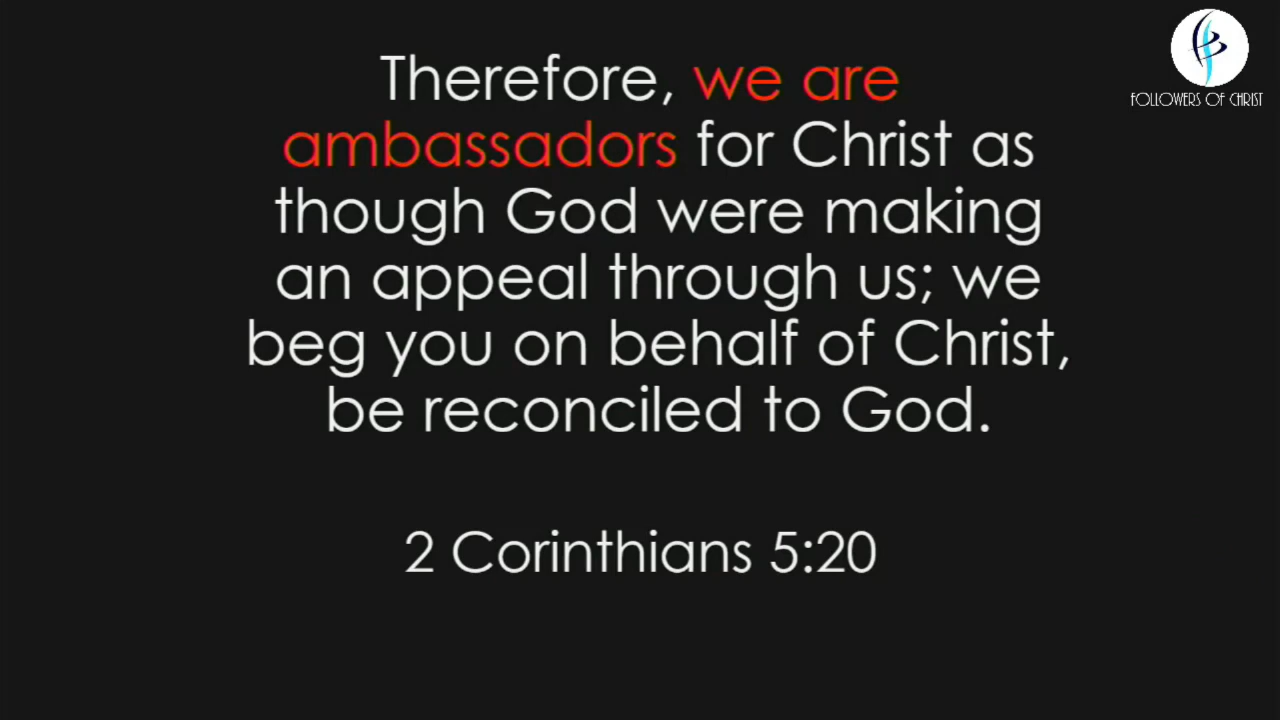 Therefore, we are
ambassadors for Christ as
though God were making
an appeal through us; we
beg you on behalf of Christ,
be reconciled to God.
2 Corinthians 5:20
FOLLOWERS OF CHRIST